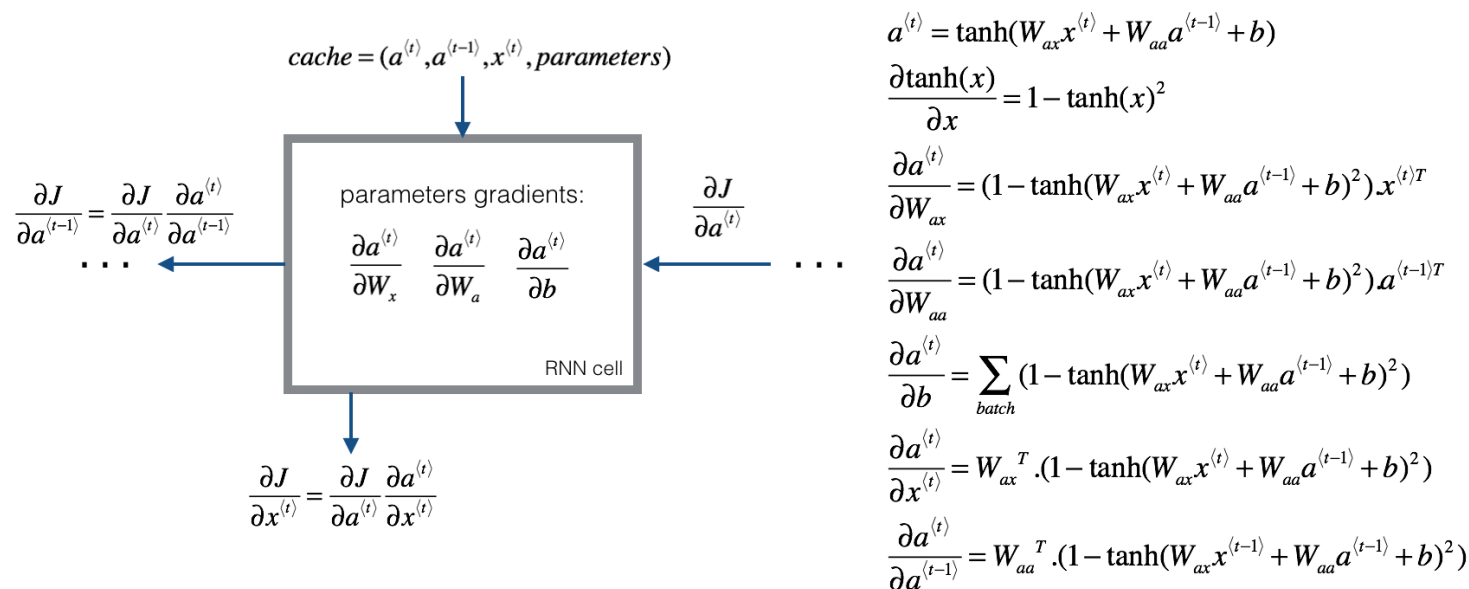 cache = (a^⟨t⟩, a^⟨t−1⟩, x^⟨t⟩, parameters)
∂J/∂a^⟨t−1⟩ = ∂J/∂a^⟨t⟩ ∂a^⟨t⟩/∂a^⟨t−1⟩
. . .
parameters gradients:
∂a^⟨t⟩/∂W_x ∂a^⟨t⟩/∂W_a ∂a^⟨t⟩/∂b
RNN cell
∂J/∂a^⟨t⟩
. . .
∂J/∂x^⟨t⟩ = ∂J/∂a^⟨t⟩ ∂a^⟨t⟩/∂x^⟨t⟩
a^⟨t⟩ = tanh(W_ax x^⟨t⟩ + W_aa a^⟨t−1⟩ + b)
∂tanh(x)/∂x = 1 − tanh(x)^2
∂a^⟨t⟩/∂W_ax = (1 − tanh(W_ax x^⟨t⟩ + W_aa a^⟨t−1⟩ + b)^2).x^⟨t⟩T
∂a^⟨t⟩/∂W_aa = (1 − tanh(W_ax x^⟨t⟩ + W_aa a^⟨t−1⟩ + b)^2).a^⟨t−1⟩T
∂a^⟨t⟩/∂b = ∑_batch (1 − tanh(W_ax x^⟨t⟩ + W_aa a^⟨t−1⟩ + b)^2)
∂a^⟨t⟩/∂x^⟨t⟩ = W_ax^T .(1 − tanh(W_ax x^⟨t⟩ + W_aa a^⟨t−1⟩ + b)^2)
∂a^⟨t⟩/∂a^⟨t−1⟩ = W_aa^T .(1 − tanh(W_ax x^⟨t−1⟩ + W_aa a^⟨t−1⟩ + b)^2)